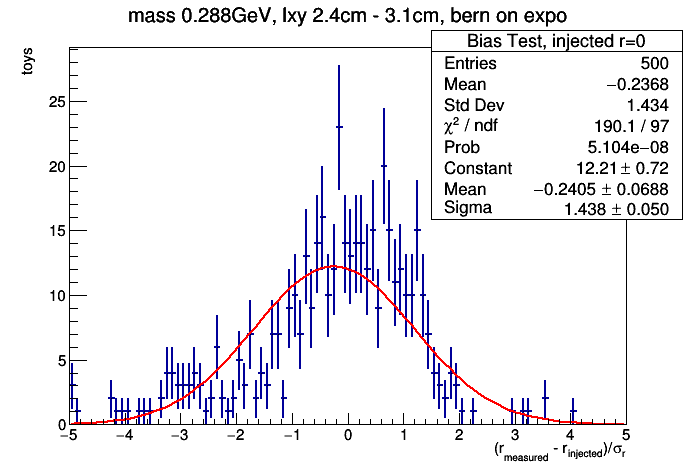 mass 0.288GeV, lxy 2.4cm - 3.1cm, bern on expo
toys
Bias Test, injected r=0
Entries 500
Mean −0.2368
Std Dev 1.434
χ² / ndf 190.1 / 97
Prob 5.104e−08
Constant 12.21 ± 0.72
Mean −0.2405 ± 0.0688
Sigma 1.438 ± 0.050
25
20
15
10
5
0
−5 −4 −3 −2 −1 0 1 2 3 4 5
(r_measured - r_injected)/σ_r